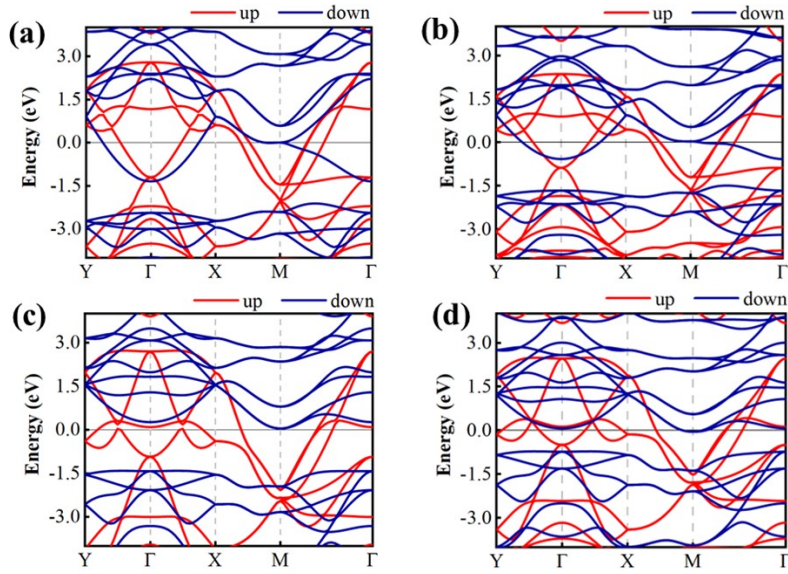 (a)
up down
Energy (eV)
3.0
1.5
0.0
-1.5
-3.0
Y Γ X M Γ
(b)
up down
Energy (eV)
3.0
1.5
0.0
-1.5
-3.0
Y Γ X M Γ
(c)
up down
Energy (eV)
3.0
1.5
0.0
-1.5
-3.0
Y Γ X M Γ
(d)
up down
Energy (eV)
3.0
1.5
0.0
-1.5
-3.0
Y Γ X M Γ